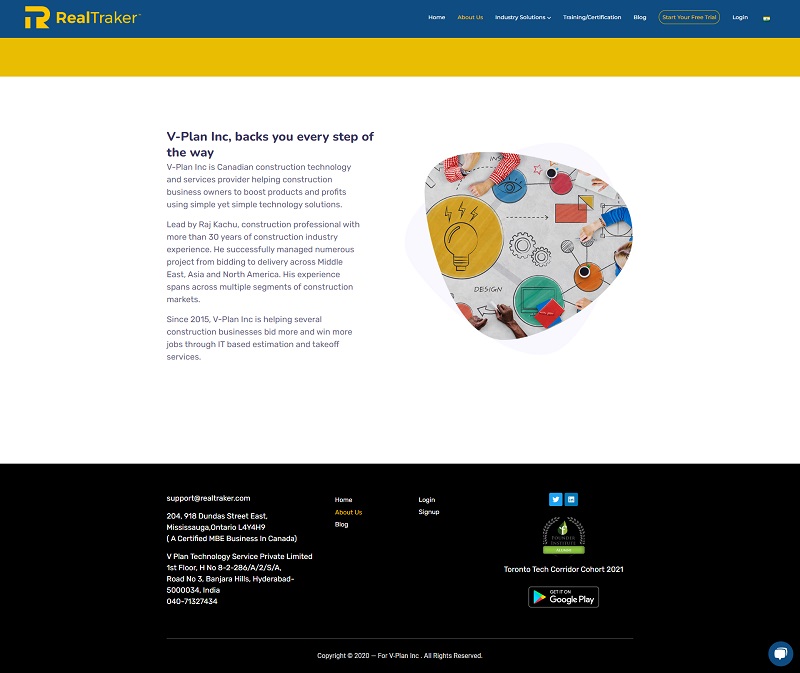 RealTraker
Home
About Us
Industry Solutions
Training/Certification
Blog
Start Your Free Trial
Login
V-Plan Inc, backs you every step of
the way
V-Plan Inc is Canadian construction technology
and services provider helping construction
business owners to boost products and profits
using simple yet simple technology solutions.
Lead by Raj Kachu, construction professional with
more than 30 years of construction industry
experience. He successfully managed numerous
project from bidding to delivery across Middle
East, Asia and North America. His experience
spans across multiple segments of construction
markets.
Since 2015, V-Plan Inc is helping several
construction businesses bid more and win more
jobs through IT based estimation and takeoff
services.
DESIGN
support@realtraker.com
204, 918 Dundas Street East,
Mississauga,Ontario L4Y4H9
( A Certified MBE Business In Canada)
V Plan Technology Service Private Limited
1st Floor, H No 8-2-286/A/2/S/A,
Road No 3, Banjara Hills, Hyderabad-
5000034, India
040-71327434
Home
About Us
Blog
Login
Signup
FOUNDER
INSTITUTE
ALUMNI
Toronto Tech Corridor Cohort 2021
GET IT ON
Google Play
Copyright © 2020 — For V-Plan Inc . All Rights Reserved.